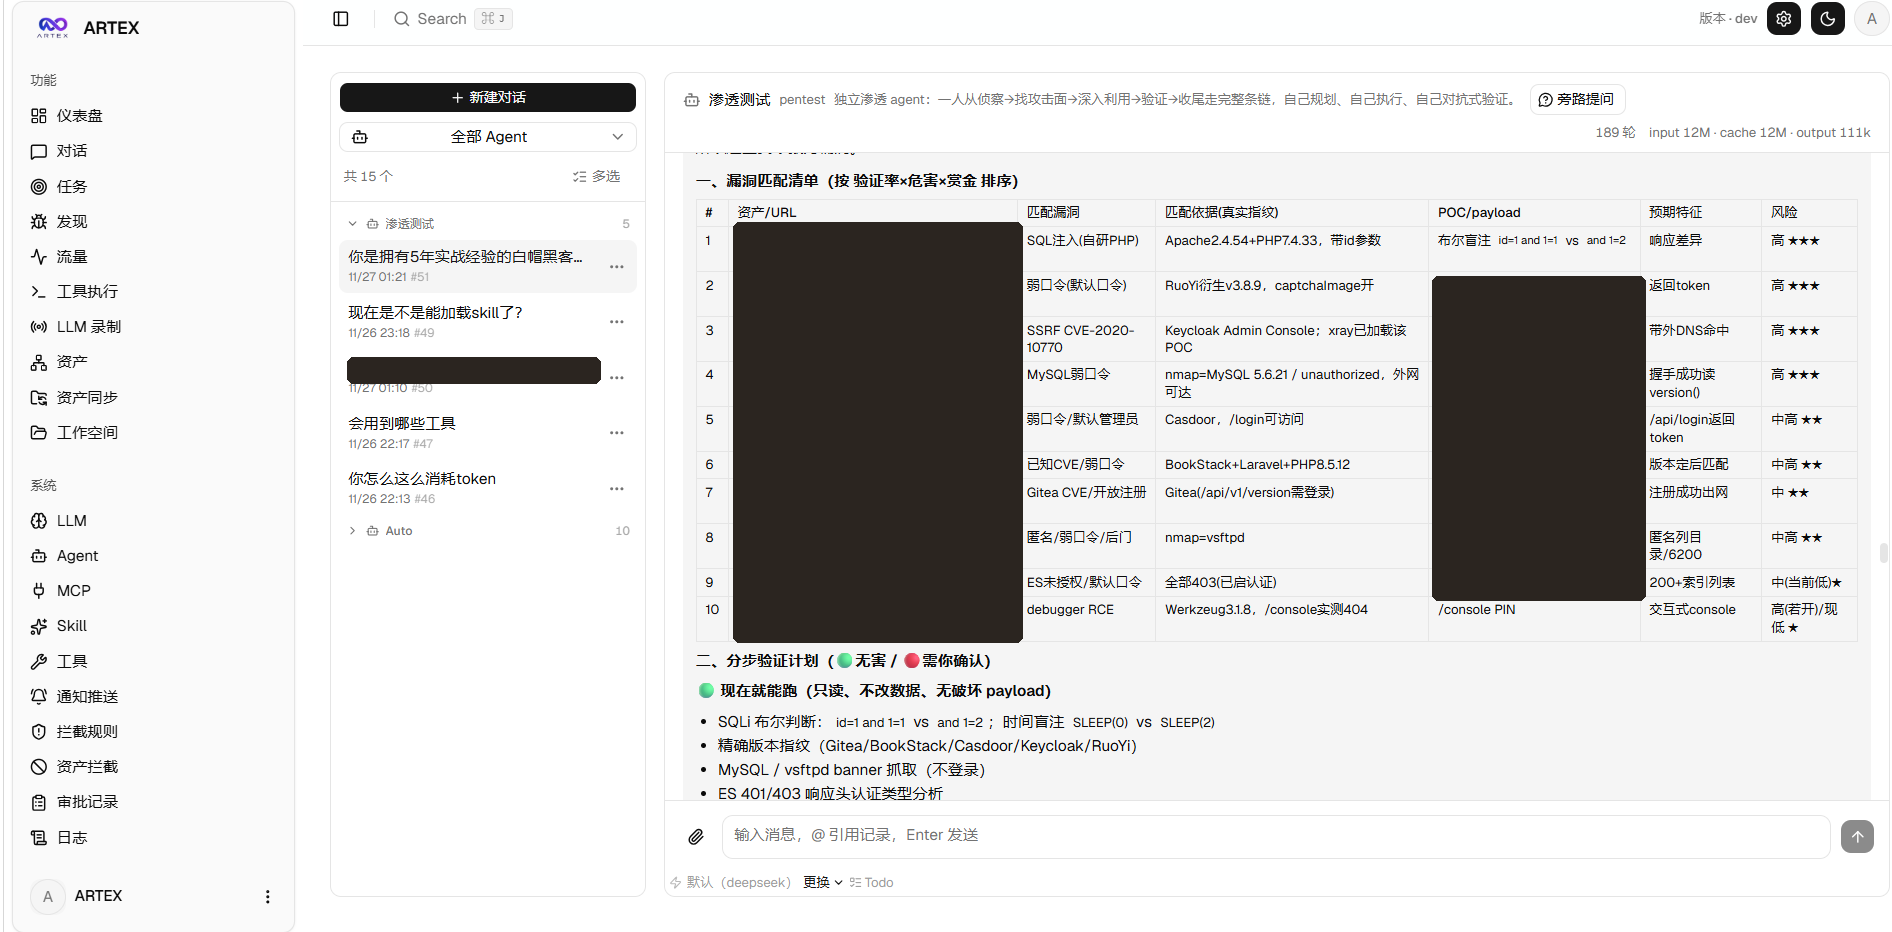 ARTEX
ARTEX
功能
仪表盘
对话
任务
发现
流量
工具执行
LLM 录制
资产
资产同步
工作空间
系统
LLM
Agent
MCP
Skill
工具
通知推送
拦截规则
资产拦截
审批记录
日志
A ARTEX
Search ⌘ J
版本 · dev
A
+ 新建对话
全部 Agent
共 15 个
多选
渗透测试 5
你是拥有5年实战经验的白帽黑客...
11/27 01:21 #51
现在是不是能加载skill了?
11/26 23:18 #49
11/27 01:10 #50
会用到哪些工具
11/26 22:17 #47
你怎么这么消耗token
11/26 22:13 #46
Auto 10
渗透测试 pentest 独立渗透 agent：一人从侦察→找攻击面→深入利用→验证→收尾走完整条链，自己规划、自己执行、自己对抗式验证。 旁路提问
189 轮 input 12M · cache 12M · output 111k
一、漏洞匹配清单（按 验证率×危害×赏金 排序）
# 资产/URL 匹配漏洞 匹配依据(真实指纹) POC/payload 预期特征 风险
1 SQL注入(自研PHP) Apache2.4.54+PHP7.4.33，带id参数 布尔盲注 id=1 and 1=1 vs and 1=2 响应差异 高 ★★★
2 弱口令(默认口令) RuoYi衍生v3.8.9，captchaImage开 返回token 高 ★★★
3 SSRF CVE-2020-10770 Keycloak Admin Console；xray已加载该POC 带外DNS命中 高 ★★★
4 MySQL弱口令 nmap=MySQL 5.6.21 / unauthorized，外网可达 握手成功读version() 高 ★★★
5 弱口令/默认管理员 Casdoor，/login可访问 /api/login返回token 中高 ★★
6 已知CVE/弱口令 BookStack+Laravel+PHP8.5.12 版本定后匹配 中高 ★★
7 Gitea CVE/开放注册 Gitea(/api/v1/version需登录) 注册成功出网 中 ★★
8 匿名/弱口令/后门 nmap=vsftpd 匿名列目录/6200 中高 ★★
9 ES未授权/默认口令 全部403(已启认证) 200+索引列表 中(当前低)★
10 debugger RCE Werkzeug3.1.8，/console实测404 /console PIN 交互式console 高(若开)/现低 ★
二、分步验证计划（🟢无害 / 🔴需你确认）
🟢 现在就能跑（只读、不改数据、无破坏 payload）
• SQLi 布尔判断： id=1 and 1=1 vs and 1=2 ；时间盲注 SLEEP(0) vs SLEEP(2)
• 精确版本指纹（Gitea/BookStack/Casdoor/Keycloak/RuoYi）
• MySQL / vsftpd banner 抓取（不登录）
• ES 401/403 响应头认证类型分析
输入消息，@ 引用记录，Enter 发送
默认（deepseek） 更换 Todo